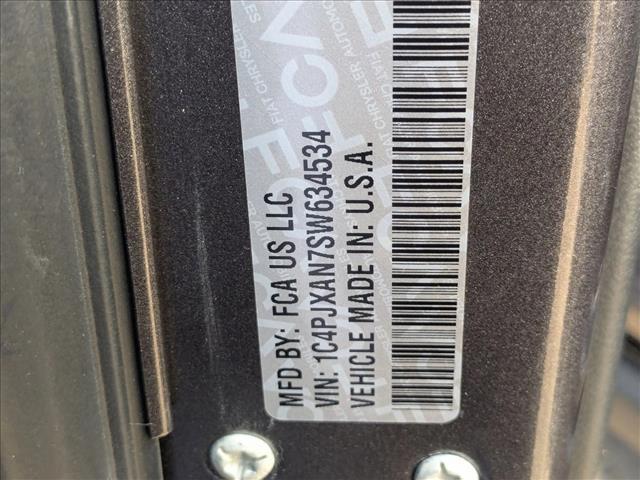 MFD BY: FCA US LLC
VIN: 1C4PJXAN7SW634534
VEHICLE MADE IN: U.S.A.